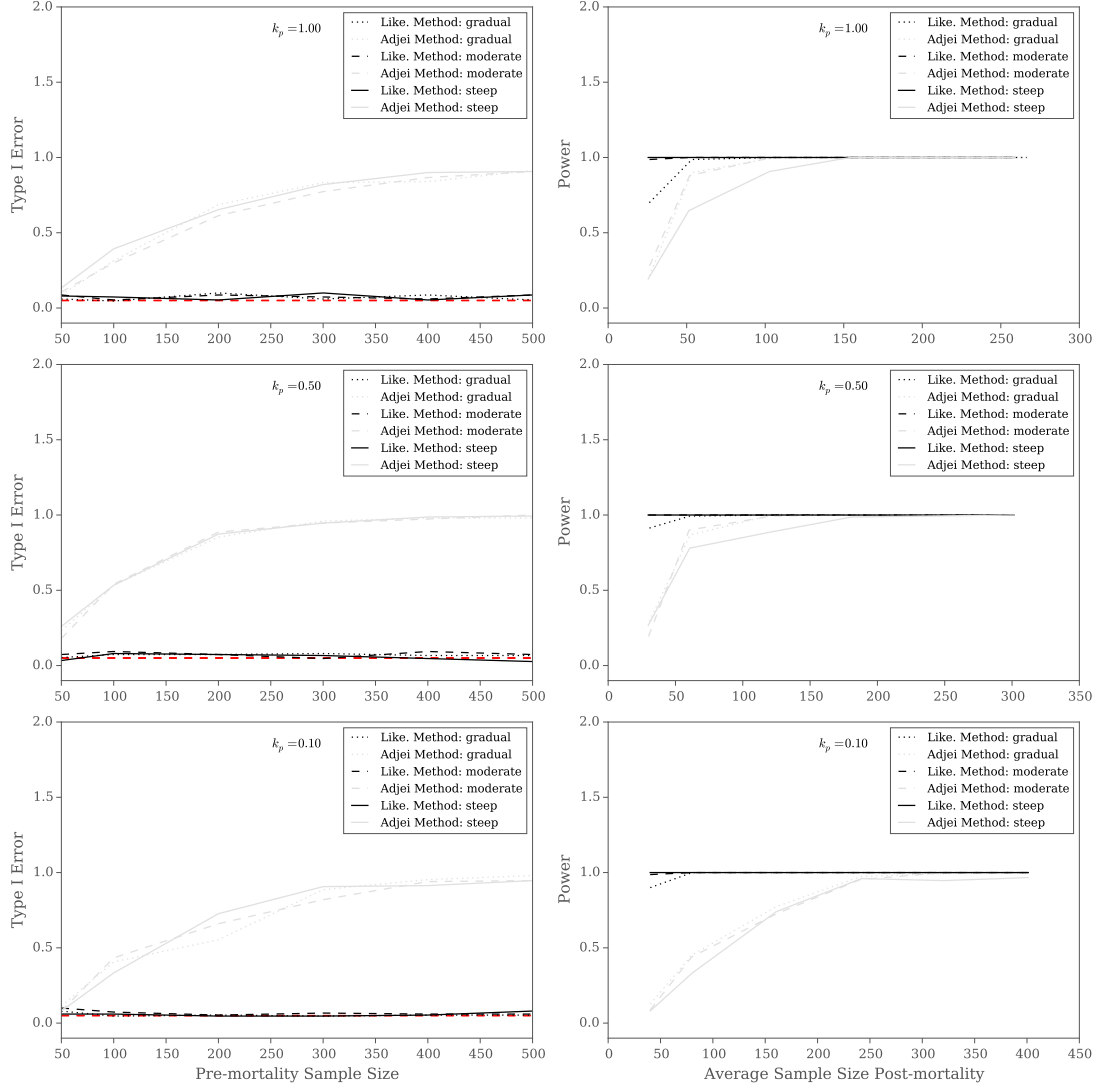 2.0
1.5
1.0
0.5
0.0
Type I Error
k_p =1.00
Like. Method: gradual
Adjei Method: gradual
Like. Method: moderate
Adjei Method: moderate
Like. Method: steep
Adjei Method: steep
50 100 150 200 250 300 350 400 450 500
Power
k_p =1.00
Like. Method: gradual
Adjei Method: gradual
Like. Method: moderate
Adjei Method: moderate
Like. Method: steep
Adjei Method: steep
2.0
1.5
1.0
0.5
0.0
0 50 100 150 200 250 300
2.0
1.5
1.0
0.5
0.0
Type I Error
k_p =0.50
Like. Method: gradual
Adjei Method: gradual
Like. Method: moderate
Adjei Method: moderate
Like. Method: steep
Adjei Method: steep
50 100 150 200 250 300 350 400 450 500
2.0
1.5
1.0
0.5
0.0
Power
k_p =0.50
Like. Method: gradual
Adjei Method: gradual
Like. Method: moderate
Adjei Method: moderate
Like. Method: steep
Adjei Method: steep
0 50 100 150 200 250 300 350
2.0
1.5
1.0
0.5
0.0
Type I Error
k_p =0.10
Like. Method: gradual
Adjei Method: gradual
Like. Method: moderate
Adjei Method: moderate
Like. Method: steep
Adjei Method: steep
50 100 150 200 250 300 350 400 450 500
Pre-mortality Sample Size
2.0
1.5
1.0
0.5
0.0
Power
k_p =0.10
Like. Method: gradual
Adjei Method: gradual
Like. Method: moderate
Adjei Method: moderate
Like. Method: steep
Adjei Method: steep
0 50 100 150 200 250 300 350 400 450
Average Sample Size Post-mortality